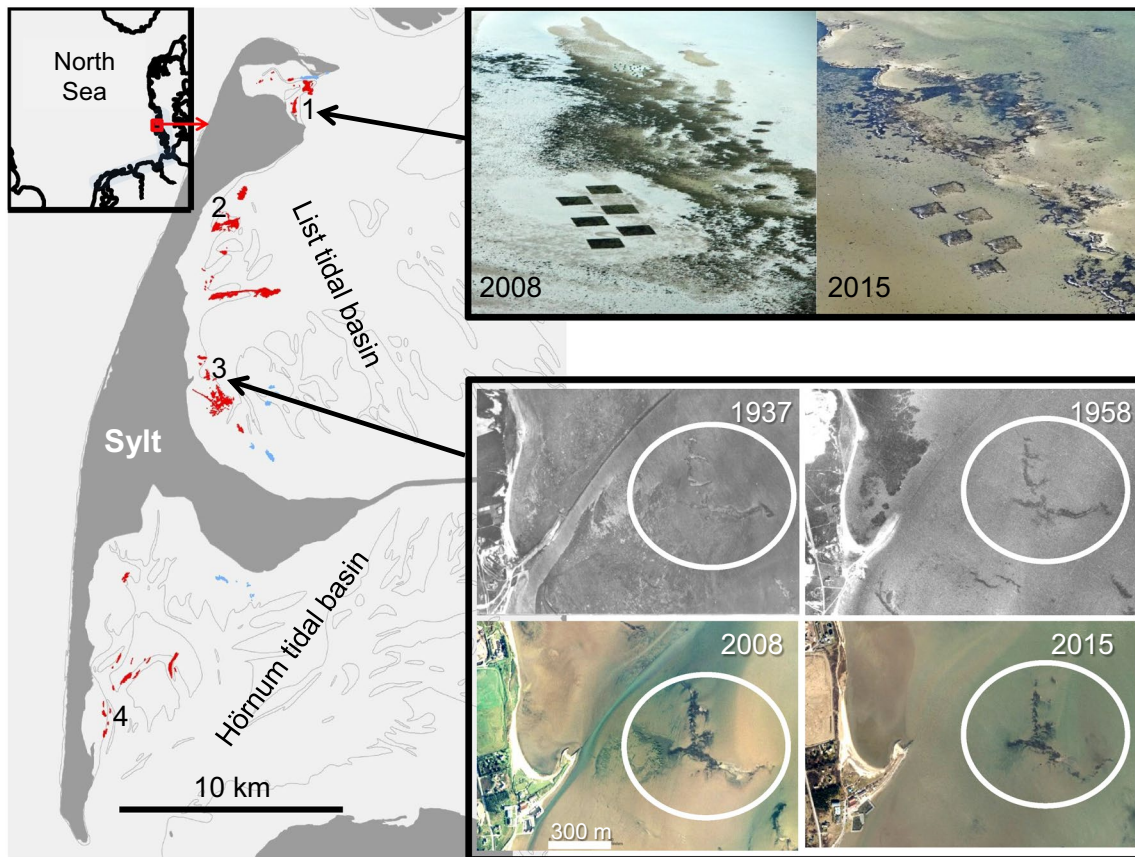 North
Sea
1
2
List tidal basin
3
Sylt
Hörnum tidal basin
4
10 km
2008
2015
1937
1958
2008
2015
300 m